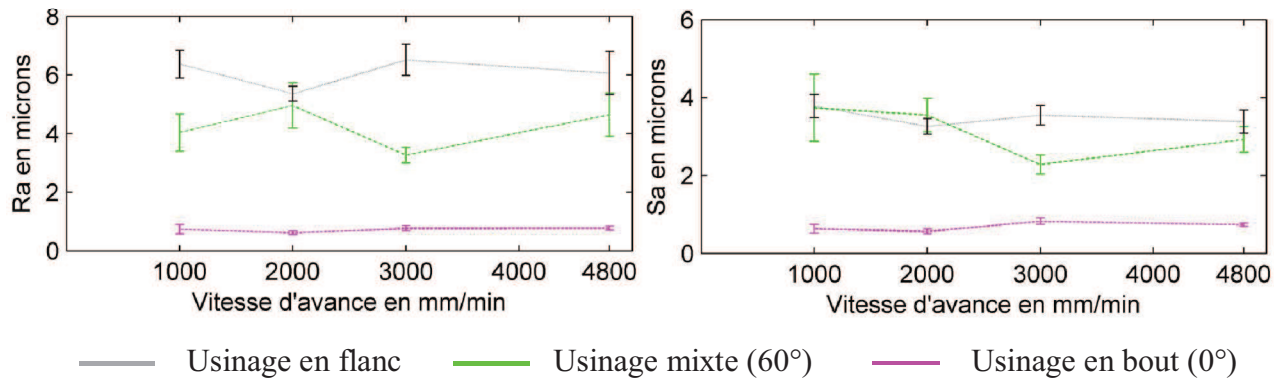 8
6
4
2
0
Ra en microns
1000 2000 3000 4000 4800
Vitesse d'avance en mm/min
6
4
2
0
Sa en microns
1000 2000 3000 4000 4800
Vitesse d'avance en mm/min
Usinage en flanc
Usinage mixte (60°)
Usinage en bout (0°)